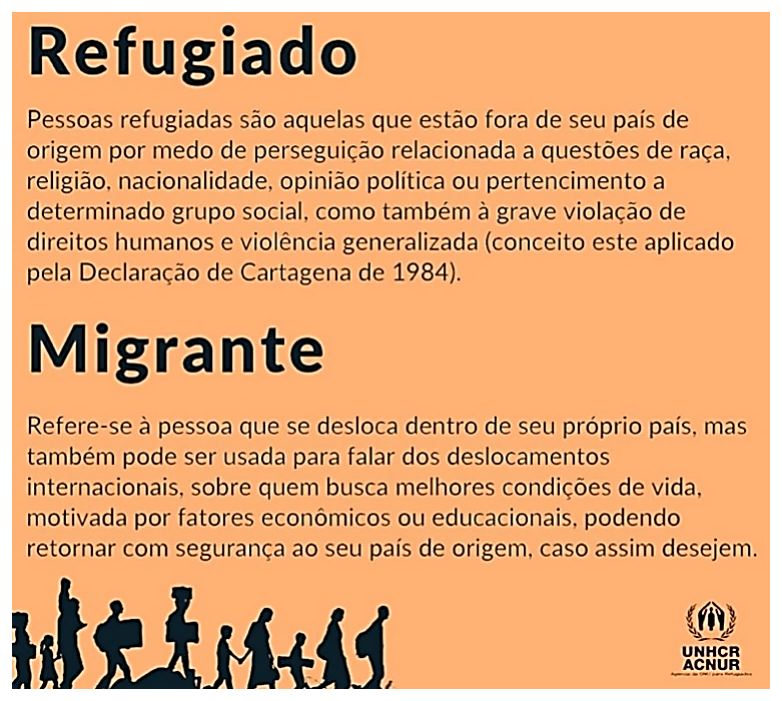 Refugiado
Pessoas refugiadas são aquelas que estão fora de seu país de
origem por medo de perseguição relacionada a questões de raça,
religião, nacionalidade, opinião política ou pertencimento a
determinado grupo social, como também à grave violação de
direitos humanos e violência generalizada (conceito este aplicado
pela Declaração de Cartagena de 1984).
Migrante
Refere-se à pessoa que se desloca dentro de seu próprio país, mas
também pode ser usada para falar dos deslocamentos
internacionais, sobre quem busca melhores condições de vida,
motivada por fatores econômicos ou educacionais, podendo
retornar com segurança ao seu país de origem, caso assim desejem.
UNHCR
ACNUR
Agência da ONU para Refugiados